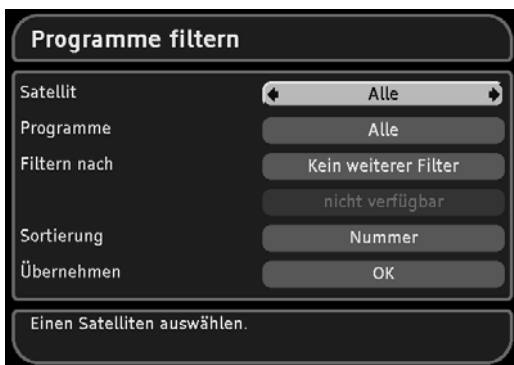 Programme filtern
Satellit Alle
Programme Alle
Filtern nach Kein weiterer Filter
nicht verfügbar
Sortierung Nummer
Übernehmen OK
Einen Satelliten auswählen.